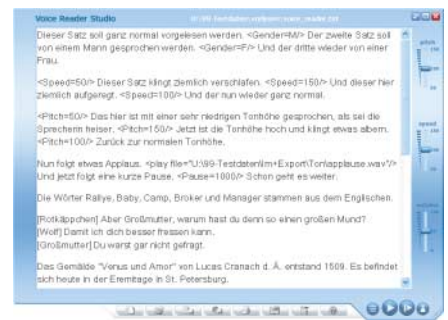 Voice Reader Studio
Dieser Satz soll ganz normal vorgelesen werden. <Gender=M/> Der zweite Satz soll
von einem Mann gesprochen werden. <Gender=F/> Und der dritte wieder von einer
Frau.
<Speed=50/> Dieser Satz klingt ziemlich verschlafen. <Speed=150/> Und dieser hier
ziemlich aufgeregt. <Speed=100/> Und der nun wieder ganz normal.
<Pitch=50/> Das hier ist mit einer sehr niedrigen Tonhöhe gesprochen, als sei die
Sprecherin heiser. <Pitch=150/> Jetzt ist die Tonhöhe hoch und klingt etwas albern.
<Pitch=100/> Zurück zur normalen Tonhöhe.
Nun folgt etwas Applaus. <play file="U:\99-Testdaten\Im+Export\Ton\applause.wav"/>
Und jetzt folgt eine kurze Pause. <Pause=1000/> Schon geht es weiter.
Die Wörter Rallye, Baby, Camp, Broker und Manager stammen aus dem Englischen.
[Rotkäppchen] Aber Großmutter, warum hast du denn so einen großen Mund?
[Wolf] Damit ich dich besser fressen kann.
[Großmutter] Du warst gar nicht gefragt.
Das Gemälde "Venus und Amor" von Lucas Cranach d. Ä. entstand 1509. Es befindet
sich heute in der Eremitage in St. Petersburg.
pitch
speed